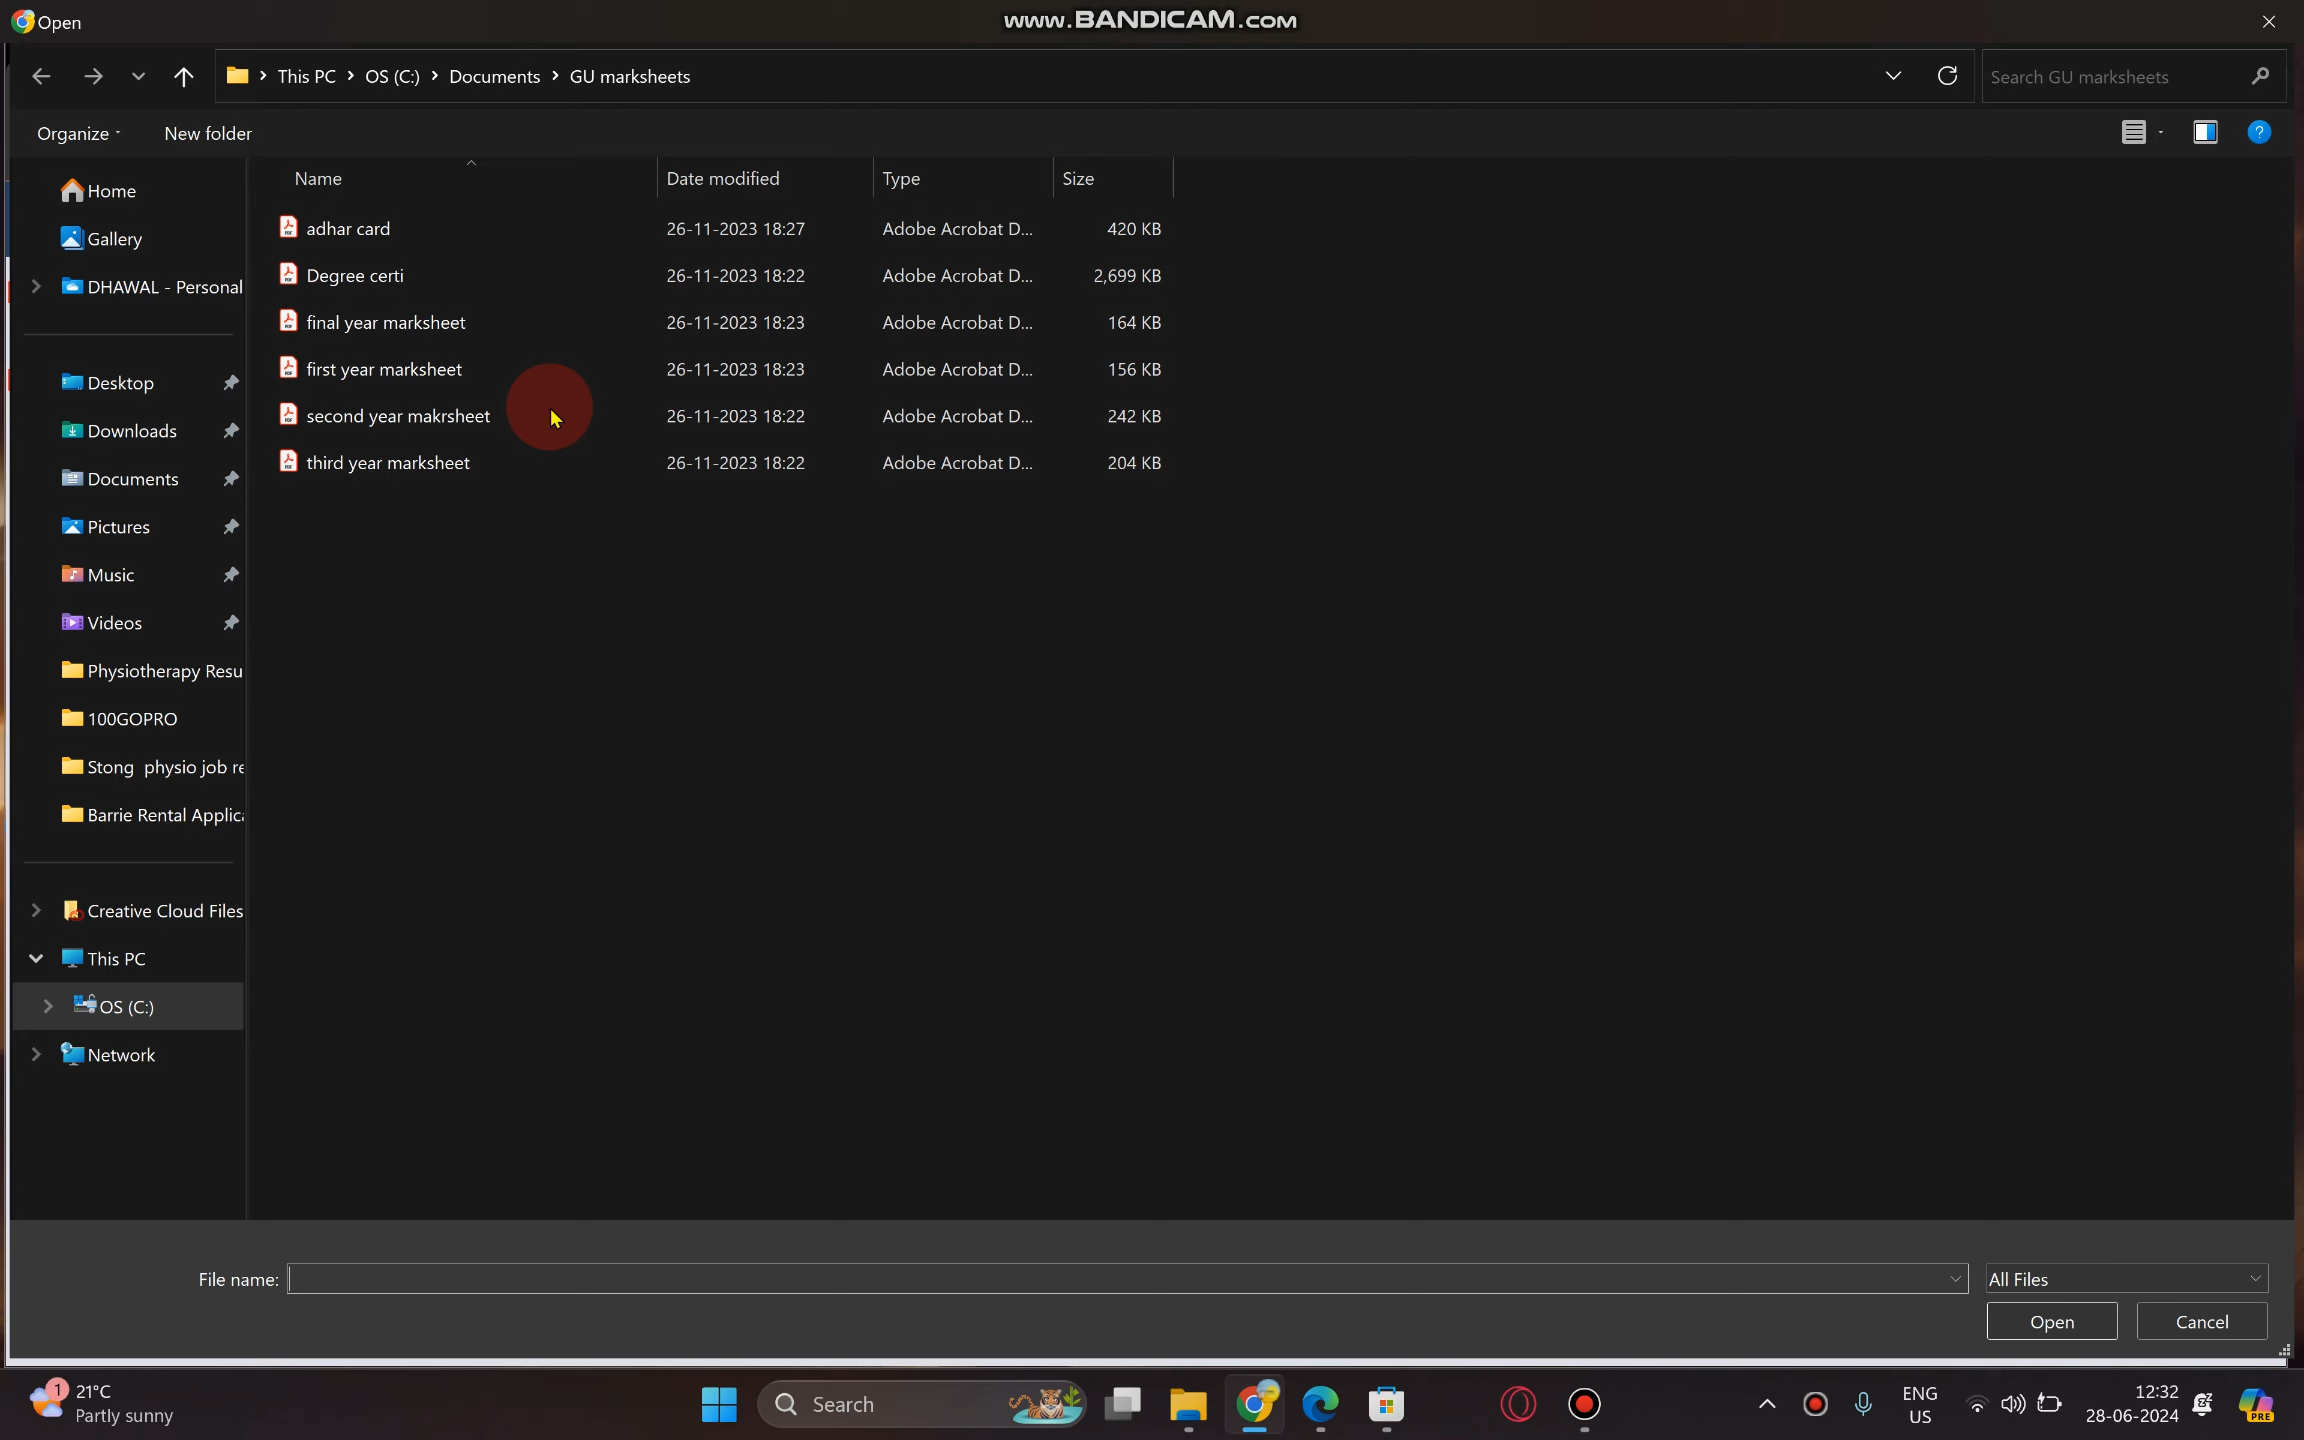 Open
www.BANDICAM.com
This PC > OS (C:) > Documents > GU marksheets
Search GU marksheets
Organize
New folder
Name
Date modified
Type
Size
Home
Gallery
DHAWAL - Personal
Desktop
Downloads
Documents
Pictures
Music
Videos
Physiotherapy Resu
100GOPRO
Stong physio job re
Barrie Rental Applica
Creative Cloud Files
This PC
OS (C:)
Network
adhar card 26-11-2023 18:27 Adobe Acrobat D... 420 KB
Degree certi 26-11-2023 18:22 Adobe Acrobat D... 2,699 KB
final year marksheet 26-11-2023 18:23 Adobe Acrobat D... 164 KB
first year marksheet 26-11-2023 18:23 Adobe Acrobat D... 156 KB
second year makrsheet 26-11-2023 18:22 Adobe Acrobat D... 242 KB
third year marksheet 26-11-2023 18:22 Adobe Acrobat D... 204 KB
File name:
All Files
Open
Cancel
1
21°C
Partly sunny
Search
ENG
US
12:32
28-06-2024
PRE